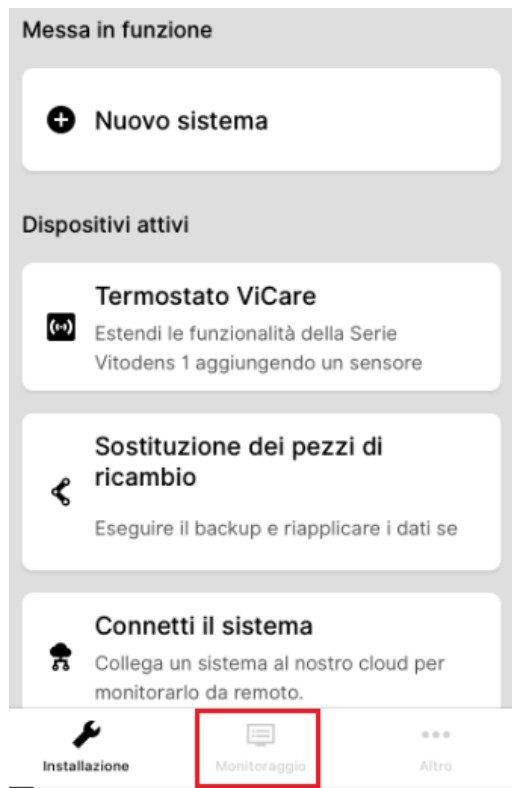 Messa in funzione
Nuovo sistema
Dispositivi attivi
Termostato ViCare
Estendi le funzionalità della Serie
Vitodens 1 aggiungendo un sensore
Sostituzione dei pezzi di
ricambio
Eseguire il backup e riapplicare i dati se
Connetti il sistema
Collega un sistema al nostro cloud per
monitorarlo da remoto.
Installazione Monitoraggio Altro